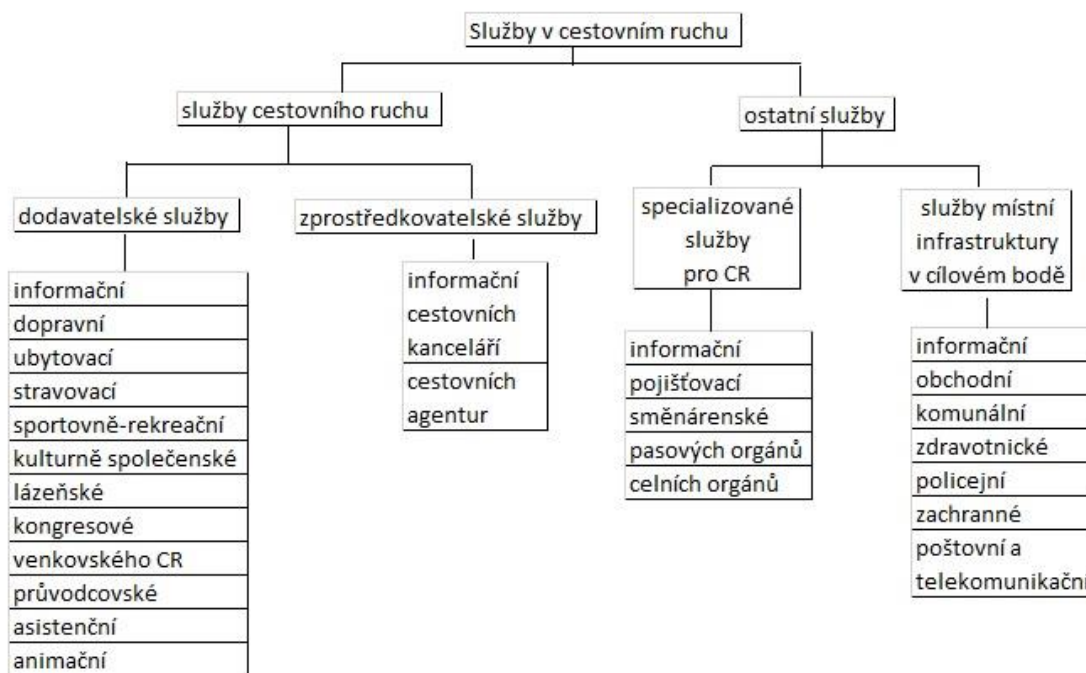 Služby v cestovním ruchu
služby cestovního ruchu
ostatní služby
dodavatelské služby
zprostředkovatelské služby
specializované
služby
pro CR
služby místní
infrastruktury
v cílovém bodě
informační
dopravní
ubytovací
stravovací
sportovně-rekreační
kulturně společenské
lázeňské
kongresové
venkovského CR
průvodcovské
asistenční
animační
informační
cestovních
kanceláří
cestovních
agentur
informační
pojišťovací
směnárenské
pasových orgánů
celních orgánů
informační
obchodní
komunální
zdravotnické
policejní
zachranné
poštovní a
telekomunikační